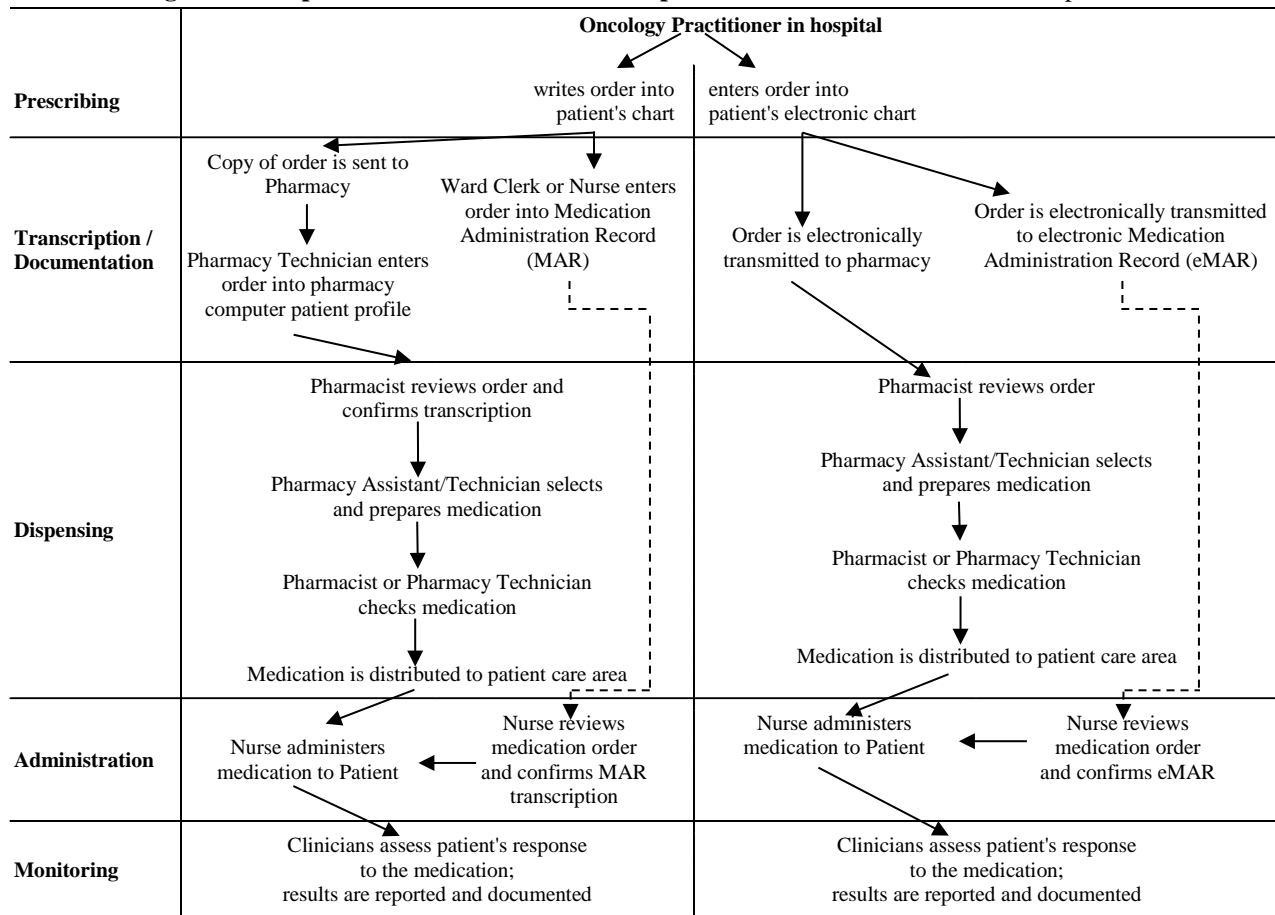 Oncology Practitioner in hospital
Prescribing
writes order into
patient's chart
enters order into
patient's electronic chart
Transcription /
Documentation
Copy of order is sent to
Pharmacy
Pharmacy Technician enters
order into pharmacy
computer patient profile
Ward Clerk or Nurse enters
order into Medication
Administration Record
(MAR)
Order is electronically
transmitted to pharmacy
Order is electronically transmitted
to electronic Medication
Administration Record (eMAR)
Dispensing
Pharmacist reviews order and
confirms transcription
Pharmacy Assistant/Technician selects
and prepares medication
Pharmacist or Pharmacy Technician
checks medication
Medication is distributed to patient care area
Pharmacist reviews order
Pharmacy Assistant/Technician selects
and prepares medication
Pharmacist or Pharmacy Technician
checks medication
Medication is distributed to patient care area
Administration
Nurse administers
medication to Patient
Nurse reviews
medication order
and confirms MAR
transcription
Nurse administers
medication to Patient
Nurse reviews
medication order
and confirms eMAR
Monitoring
Clinicians assess patient's response
to the medication;
results are reported and documented
Clinicians assess patient's response
to the medication;
results are reported and documented